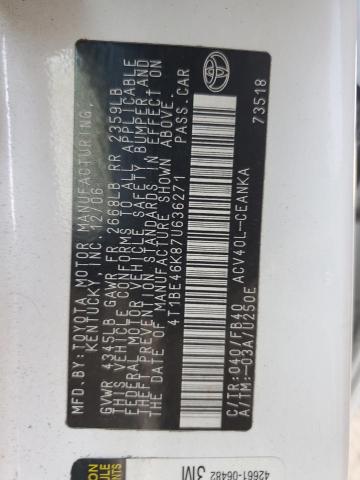 MFD.BY: TOYOTA MOTOR MANUFACTURING,
KENTUCKY, INC. 12/06
GVWR 4345LB GAWR FR 2668LB RR 2359LB
THIS VEHICLE CONFORMS TO ALL APPLICABLE
FEDERAL MOTOR VEHICLE SAFETY, BUMPER AND
THEFT PREVENTION STANDARDS IN EFFECT ON
THE DATE OF MANUFACTURE SHOWN ABOVE.
4T1BE46K87U636271 PASS.CAR
C/TR: 040/FB40 ACV40L-CEANKA
A/TM: -03A/U250E 73518
42661-06482
3M